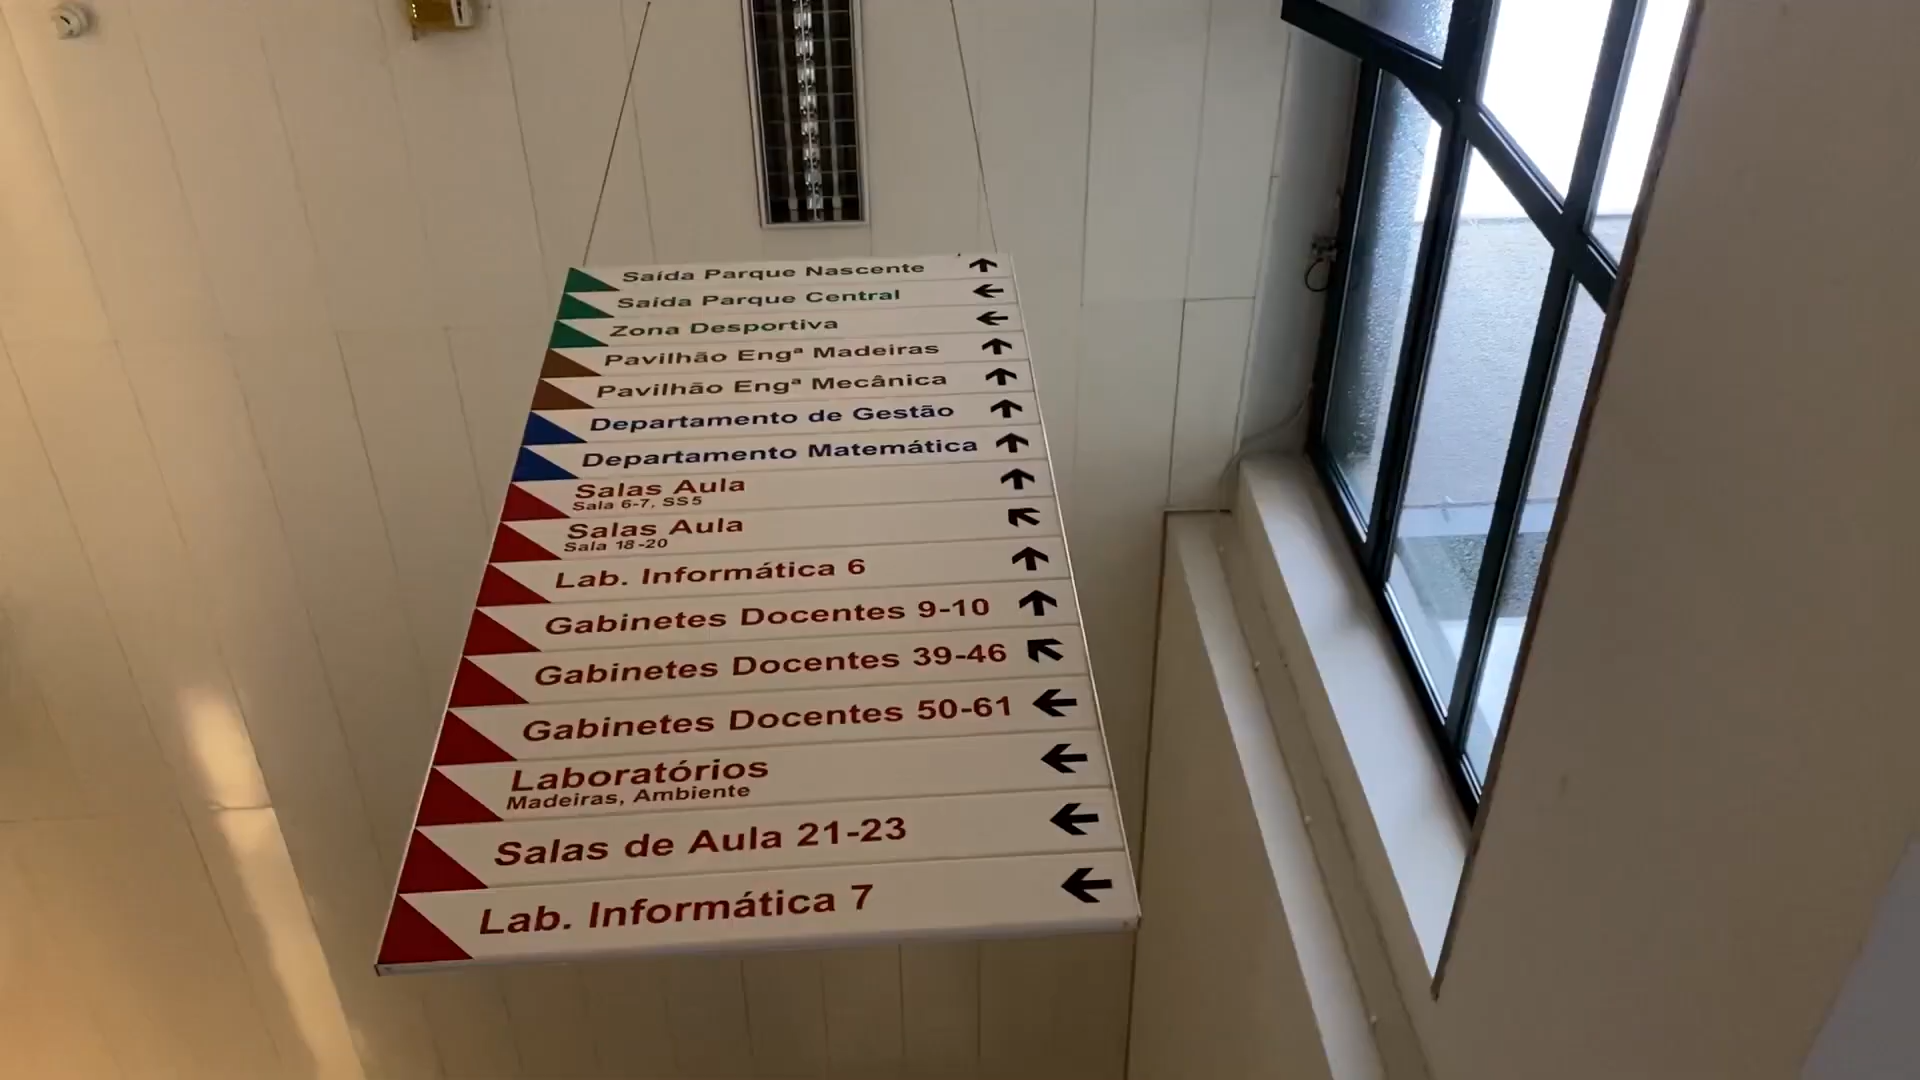 Saída Parque Nascente
Saída Parque Central
Zona Desportiva
Pavilhão Engª Madeiras
Pavilhão Engª Mecânica
Departamento de Gestão
Departamento Matemática
Salas Aula
Sala 6-7, SS5
Salas Aula
Sala 18-20
Lab. Informática 6
Gabinetes Docentes 9-10
Gabinetes Docentes 39-46
Gabinetes Docentes 50-61
Laboratórios
Madeiras, Ambiente
Salas de Aula 21-23
Lab. Informática 7